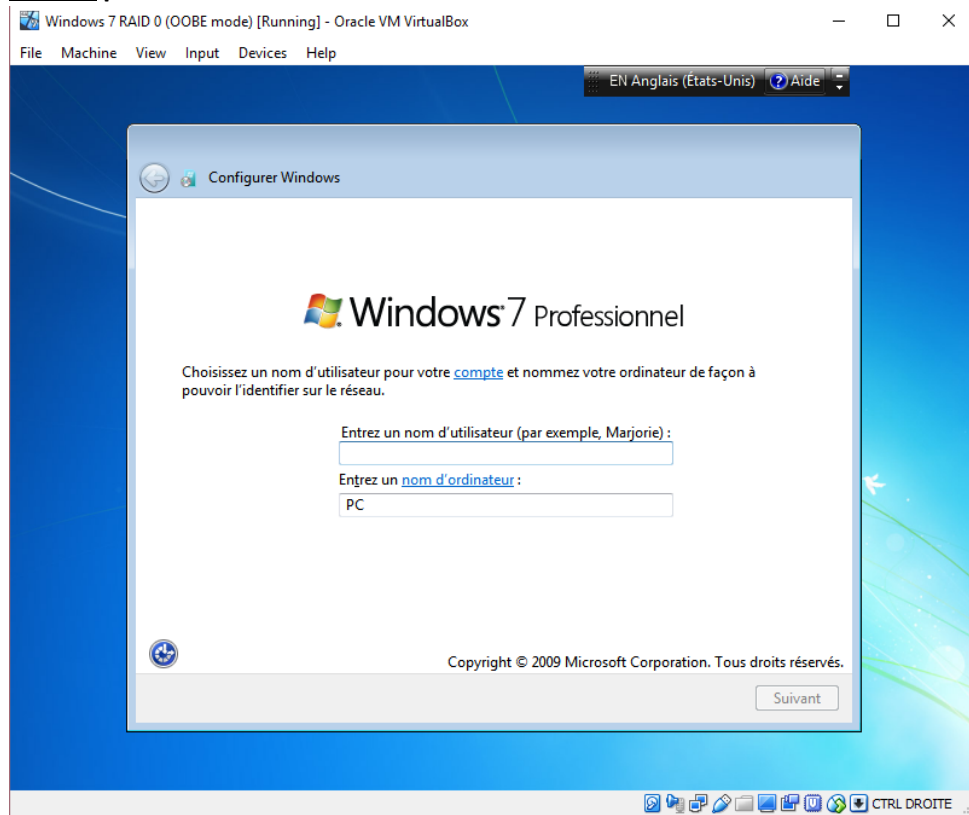 Windows 7 RAID 0 (OOBE mode) [Running] - Oracle VM VirtualBox
File Machine View Input Devices Help
EN Anglais (États-Unis) Aide
Configurer Windows
Windows 7 Professionnel
Choisissez un nom d'utilisateur pour votre compte et nommez votre ordinateur de façon à
pouvoir l'identifier sur le réseau.
Entrez un nom d'utilisateur (par exemple, Marjorie) :
Entrez un nom d'ordinateur :
PC
Copyright © 2009 Microsoft Corporation. Tous droits réservés.
Suivant
CTRL DROITE